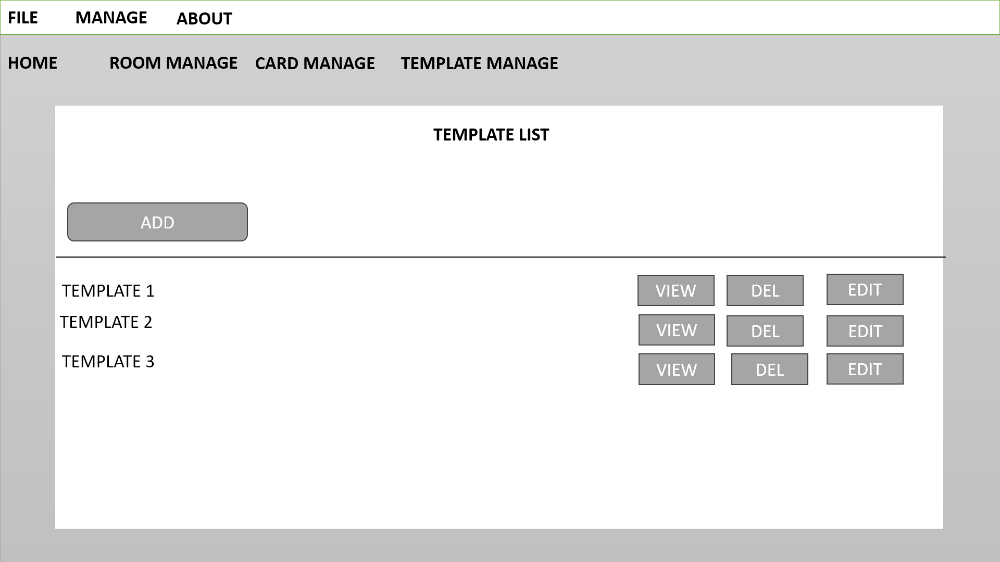 FILE MANAGE ABOUT
HOME ROOM MANAGE CARD MANAGE TEMPLATE MANAGE
TEMPLATE LIST
ADD
TEMPLATE 1 VIEW DEL EDIT
TEMPLATE 2 VIEW DEL EDIT
TEMPLATE 3 VIEW DEL EDIT